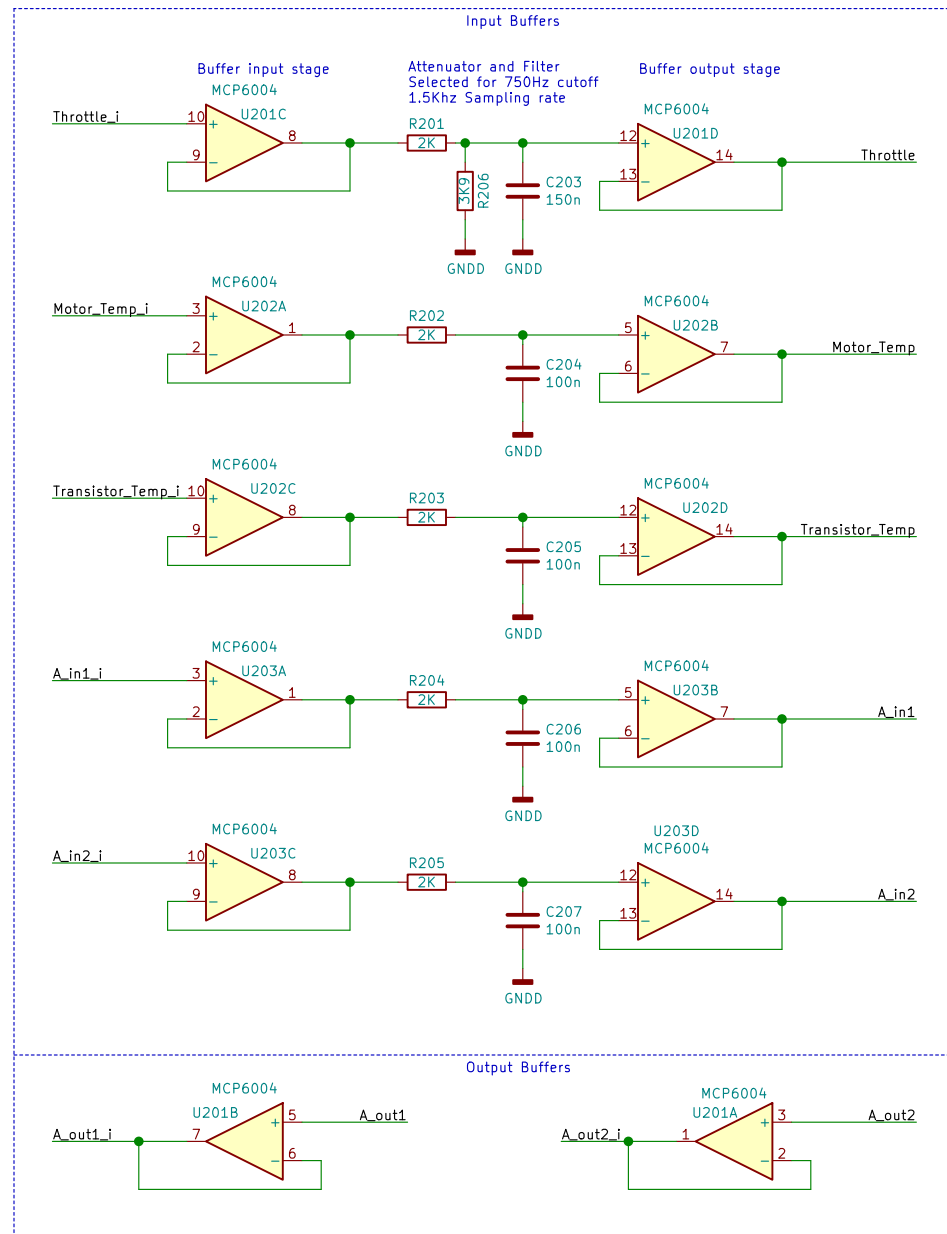 Input Buffers
Buffer input stage
Attenuator and Filter
Selected for 750Hz cutoff
1.5Khz Sampling rate
Buffer output stage
MCP6004
U201C
Throttle_i
10
+
9
−
8
R201
2K
3K9
R206
C203
150n
GNDD
GNDD
MCP6004
U201D
12
+
13
−
14
Throttle
MCP6004
U202A
Motor_Temp_i
3
+
2
−
1
R202
2K
C204
100n
GNDD
MCP6004
U202B
5
+
6
−
7
Motor_Temp
MCP6004
U202C
Transistor_Temp_i
10
+
9
−
8
R203
2K
C205
100n
GNDD
MCP6004
U202D
12
+
13
−
14
Transistor_Temp
MCP6004
U203A
A_in1_i
3
+
2
−
1
R204
2K
C206
100n
GNDD
MCP6004
U203B
5
+
6
−
7
A_in1
MCP6004
U203C
A_in2_i
10
+
9
−
8
R205
2K
C207
100n
GNDD
U203D
MCP6004
12
+
13
−
14
A_in2
Output Buffers
MCP6004
U201B
A_out1_i
7
+
5
−
6
A_out1
MCP6004
U201A
A_out2_i
1
+
3
−
2
A_out2